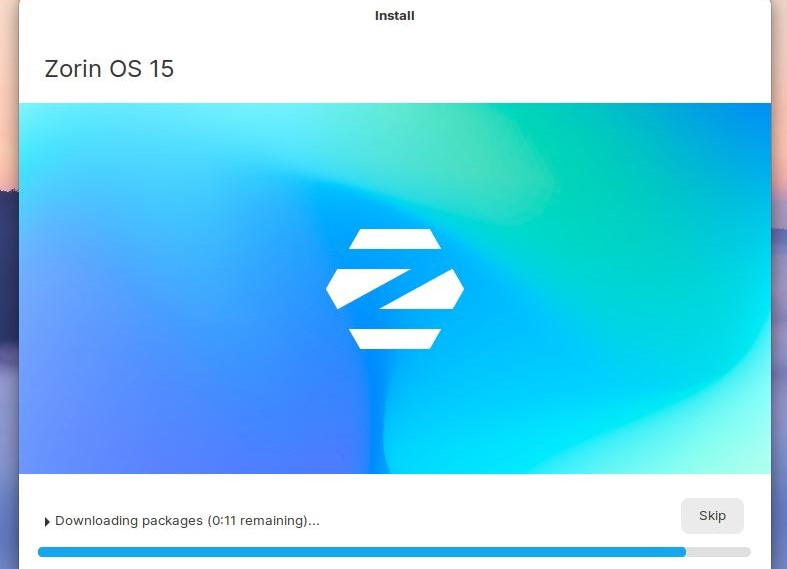 Install
Zorin OS 15
Downloading packages (0:11 remaining)...
Skip